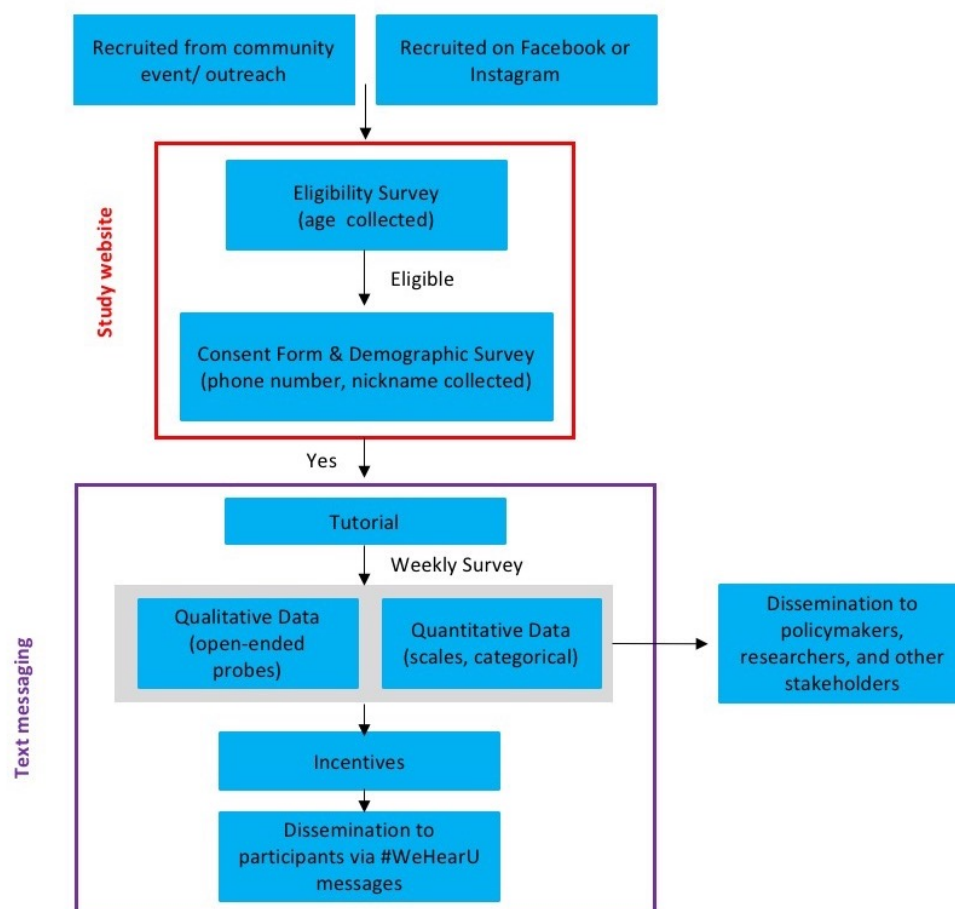 Recruited from community
event/ outreach
Recruited on Facebook or
Instagram
Study website
Eligibility Survey
(age collected)
Eligible
Consent Form & Demographic Survey
(phone number, nickname collected)
Yes
Text messaging
Tutorial
Weekly Survey
Qualitative Data
(open-ended
probes)
Quantitative Data
(scales, categorical)
Dissemination to
policymakers,
researchers, and other
stakeholders
Incentives
Dissemination to
participants via #WeHearU
messages